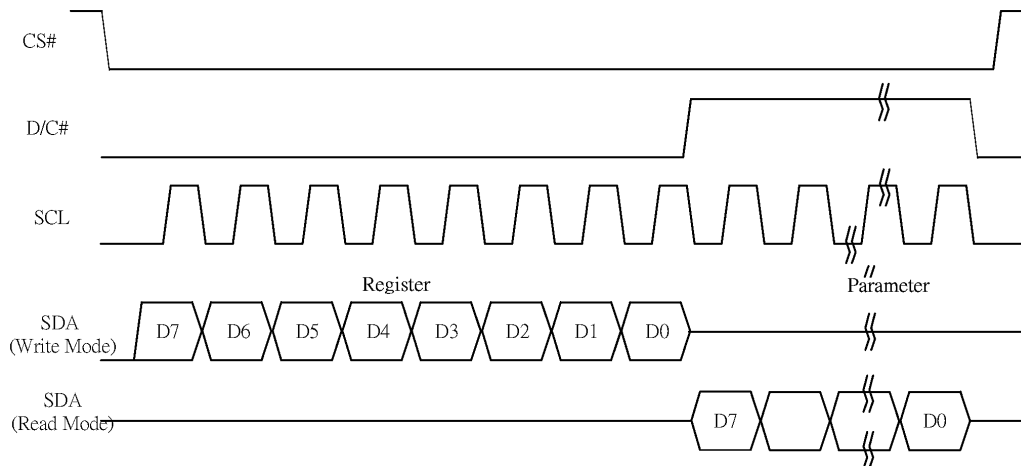 CS#
D/C#
SCL
Register Parameter
SDA
(Write Mode)
D7 D6 D5 D4 D3 D2 D1 D0
SDA
(Read Mode)
D7 D0